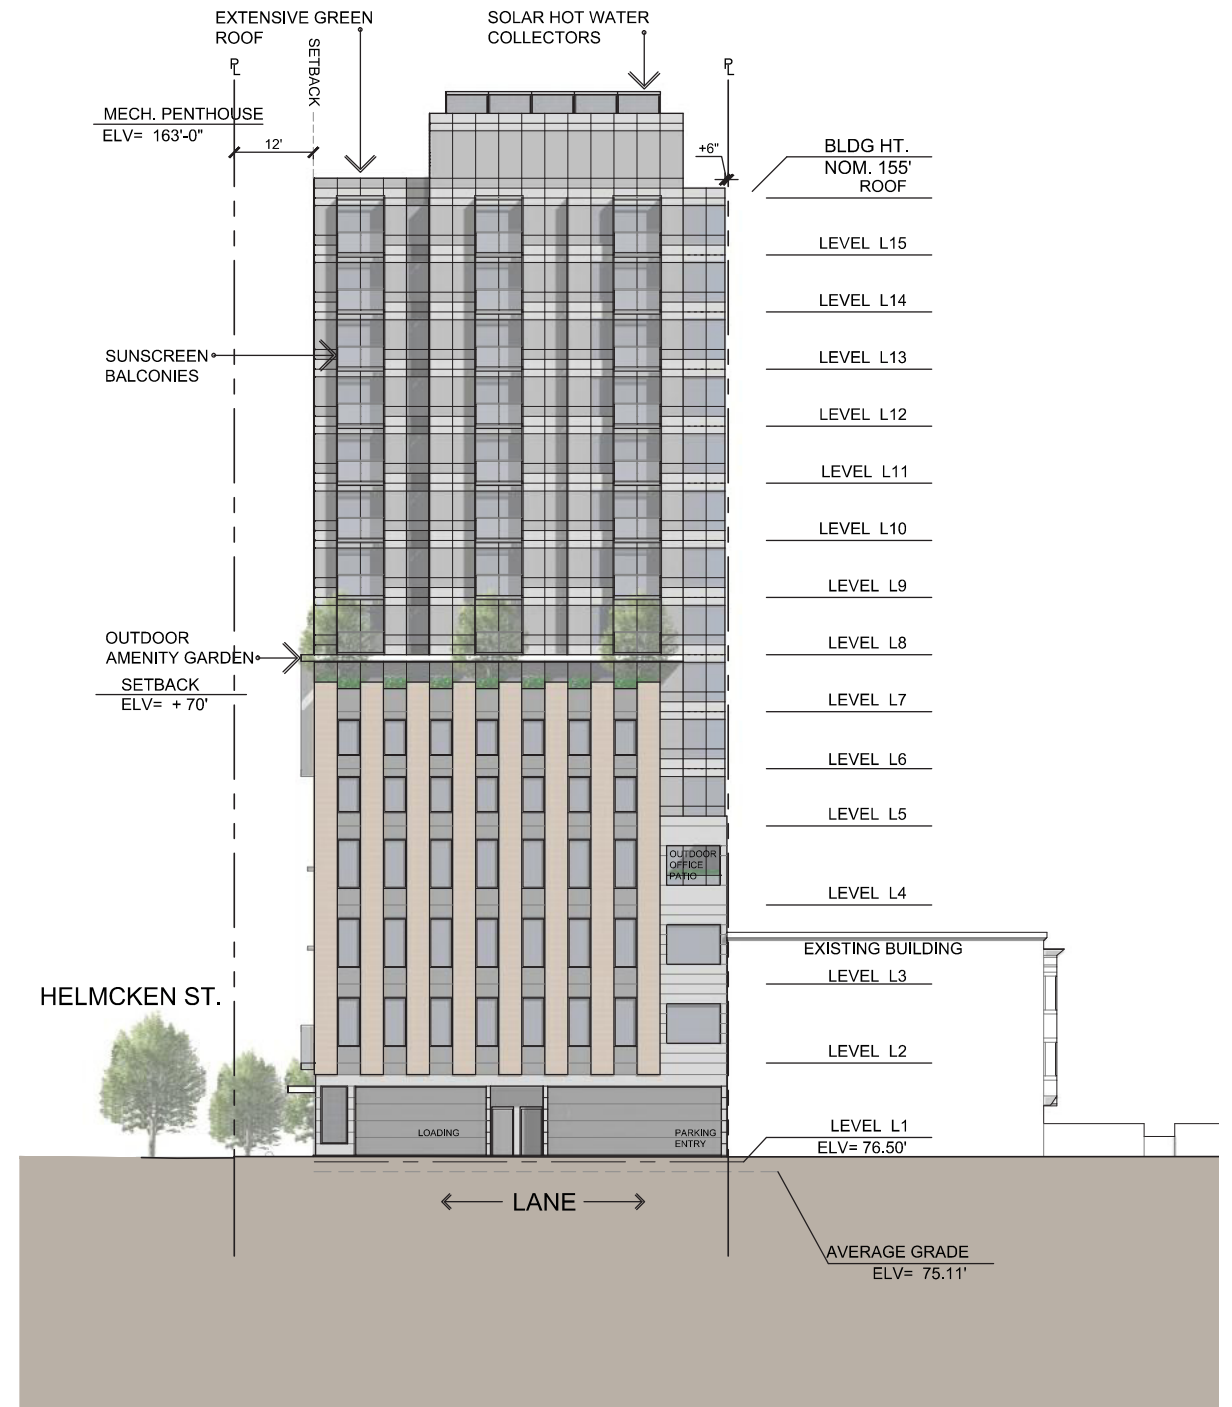 EXTENSIVE GREEN
ROOF
SOLAR HOT WATER
COLLECTORS
SETBACK
PL
PL
MECH. PENTHOUSE
ELV= 163'-0"
12'
+6"
BLDG HT.
NOM. 155'
ROOF
LEVEL L15
LEVEL L14
SUNSCREEN
BALCONIES
LEVEL L13
LEVEL L12
LEVEL L11
LEVEL L10
LEVEL L9
OUTDOOR
AMENITY GARDEN
LEVEL L8
SETBACK
ELV= + 70'
LEVEL L7
LEVEL L6
LEVEL L5
OUTDOOR
OFFICE
PATIO
LEVEL L4
EXISTING BUILDING
LEVEL L3
HELMCKEN ST.
LEVEL L2
LOADING
PARKING
ENTRY
LEVEL L1
ELV= 76.50'
LANE
AVERAGE GRADE
ELV= 75.11'